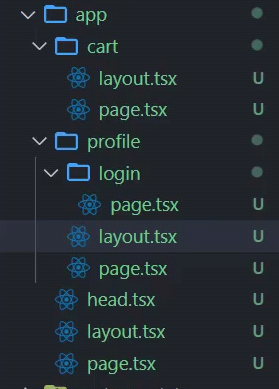 app
cart
layout.tsx U
page.tsx U
profile
login
page.tsx U
layout.tsx U
page.tsx U
head.tsx U
layout.tsx U
page.tsx U